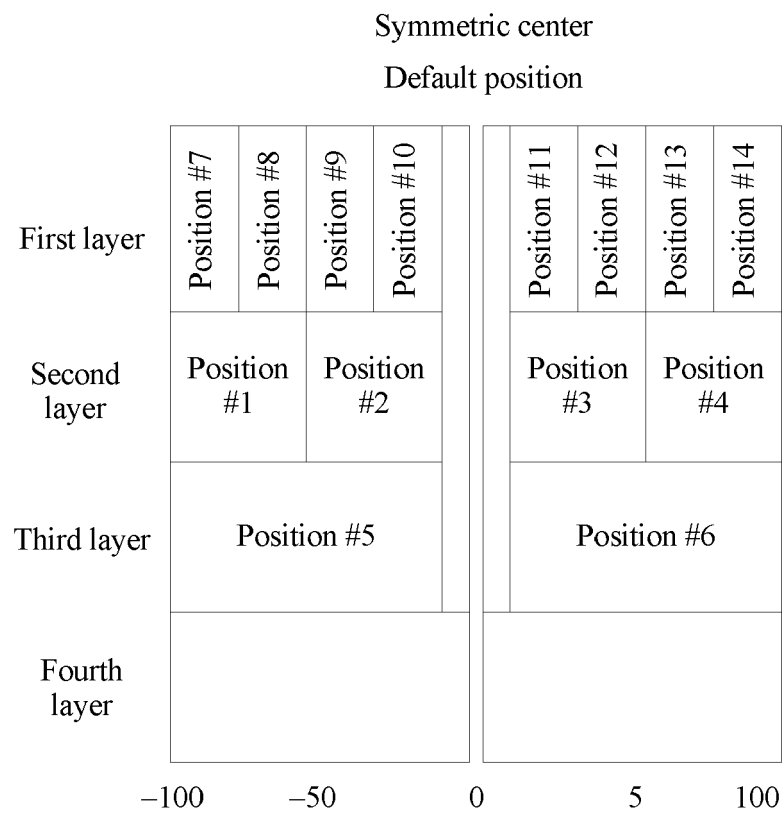 Symmetric center
Default position
First layer
Position #7
Position #8
Position #9
Position #10
Position #11
Position #12
Position #13
Position #14
Second
layer
Position
#1
Position
#2
Position
#3
Position
#4
Third layer
Position #5
Position #6
Fourth
layer
–100
–50
0
5
100